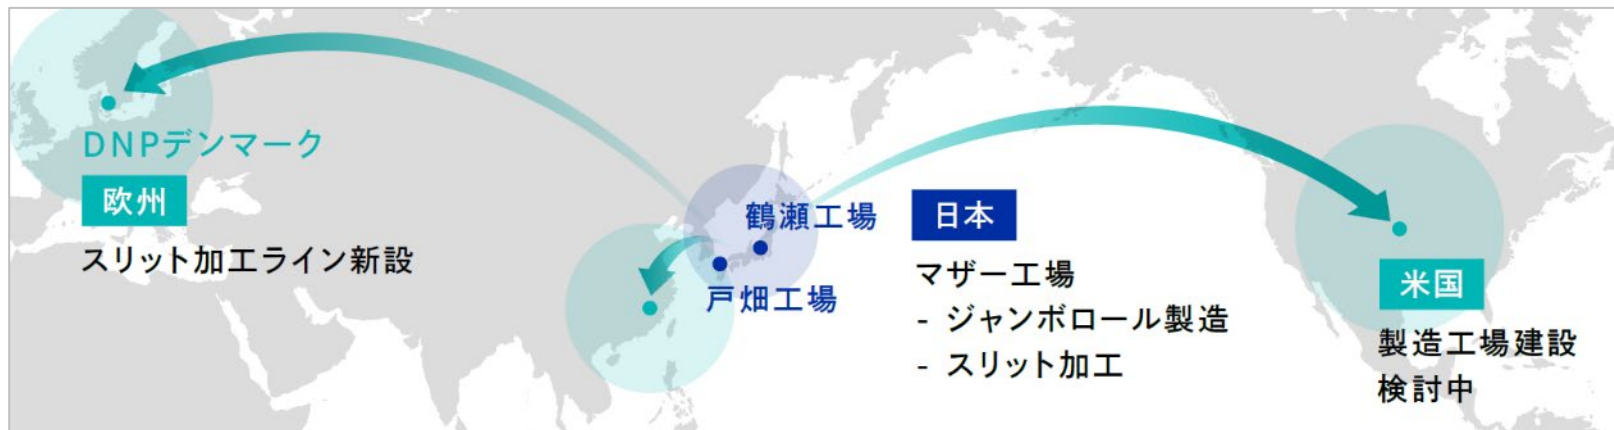 DNPデンマーク
欧州
スリット加工ライン新設
鶴瀬工場
戸畑工場
日本
マザー工場
- ジャンボロール製造
- スリット加工
米国
製造工場建設
検討中